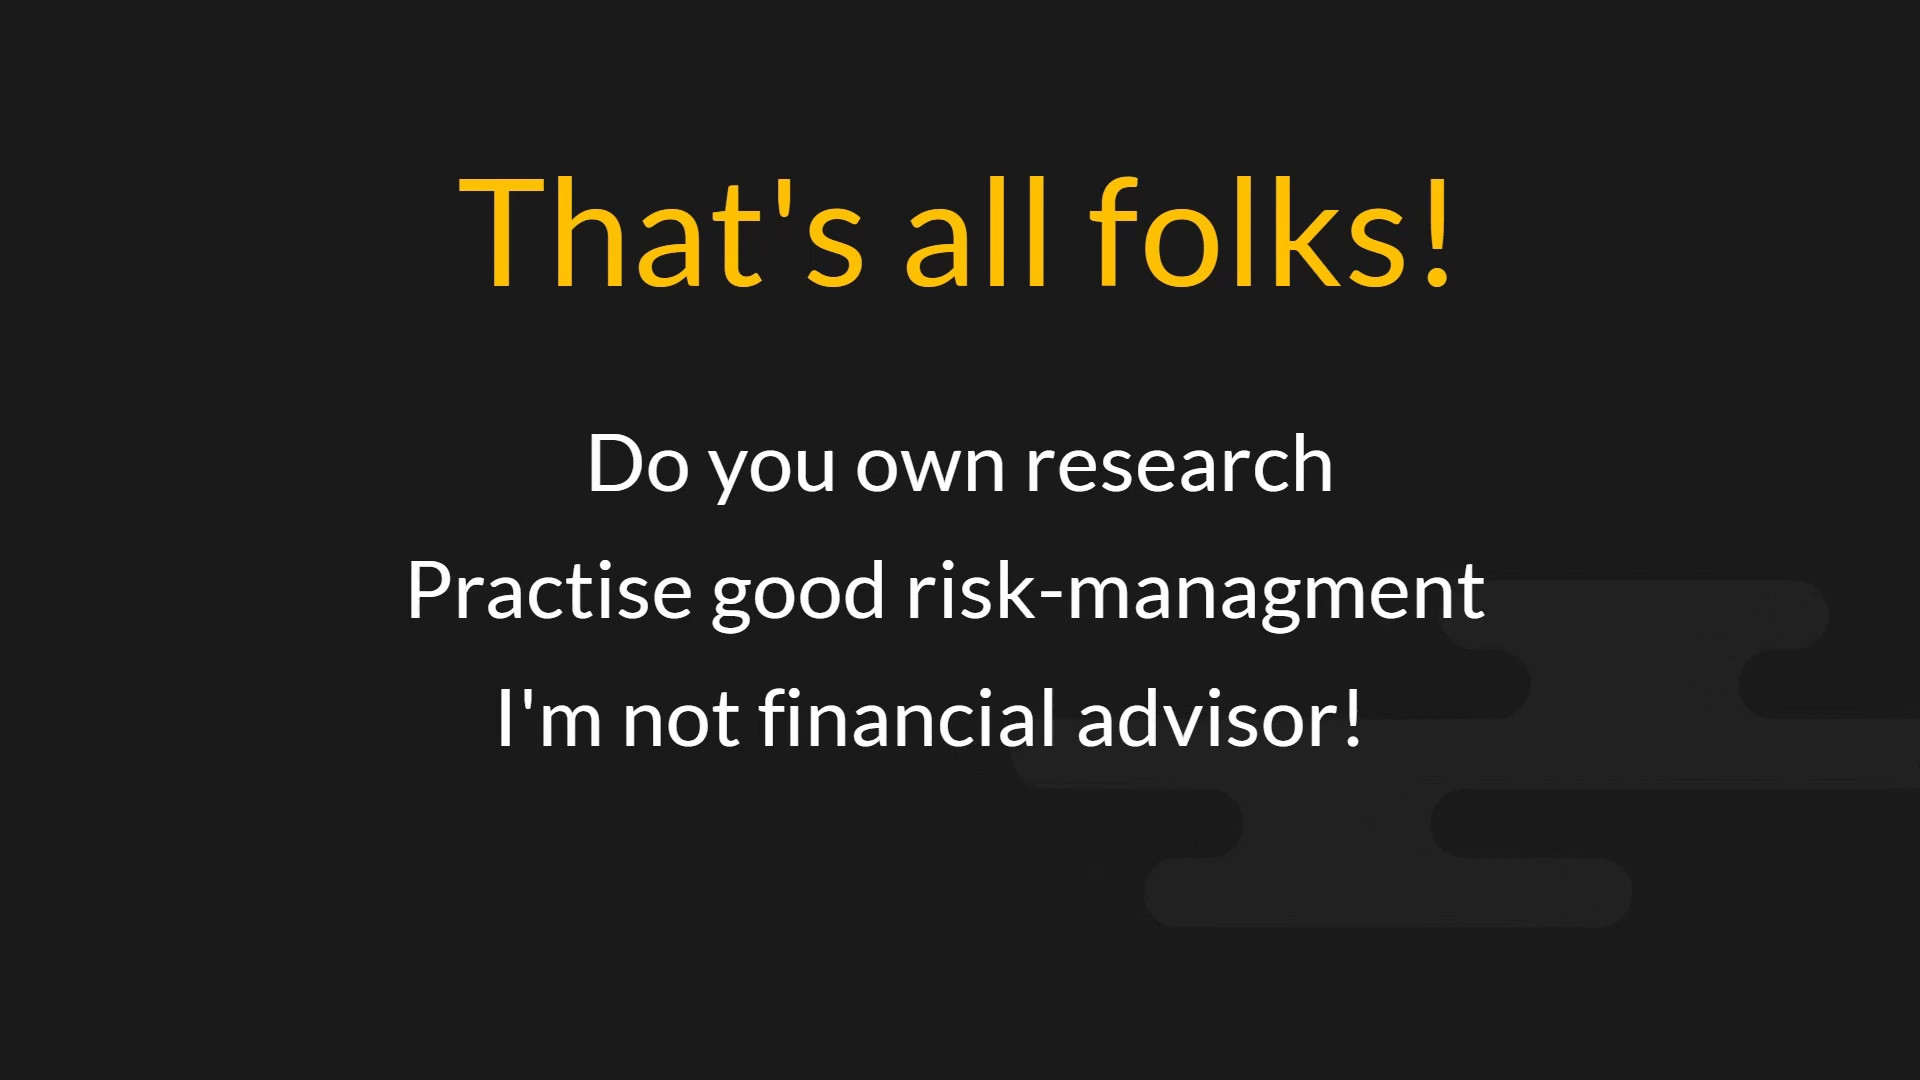 That's all folks!
Do you own research
Practise good risk-managment
I'm not financial advisor!